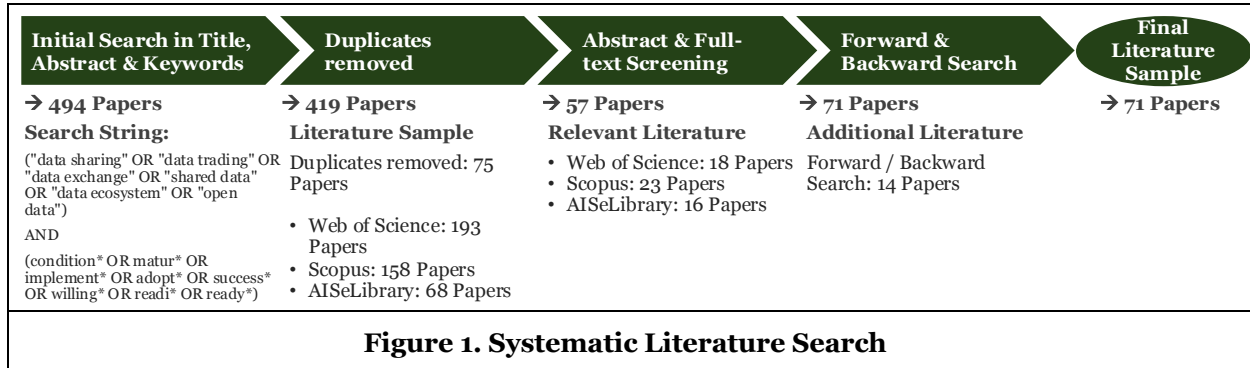 Initial Search in Title,
Abstract & Keywords
→ 494 Papers
Search String:
("data sharing" OR "data trading" OR
"data exchange" OR "shared data"
OR "data ecosystem" OR "open
data")
AND
(condition* OR matur* OR
implement* OR adopt* OR success*
OR willing* OR readi* OR ready*)
Duplicates
removed
→ 419 Papers
Literature Sample
Duplicates removed: 75
Papers
• Web of Science: 193
Papers
• Scopus: 158 Papers
• AISeLibrary: 68 Papers
Abstract & Full-
text Screening
→ 57 Papers
Relevant Literature
• Web of Science: 18 Papers
• Scopus: 23 Papers
• AISeLibrary: 16 Papers
Forward &
Backward Search
→ 71 Papers
Additional Literature
Forward / Backward
Search: 14 Papers
Final
Literature
Sample
→ 71 Papers
Figure 1. Systematic Literature Search